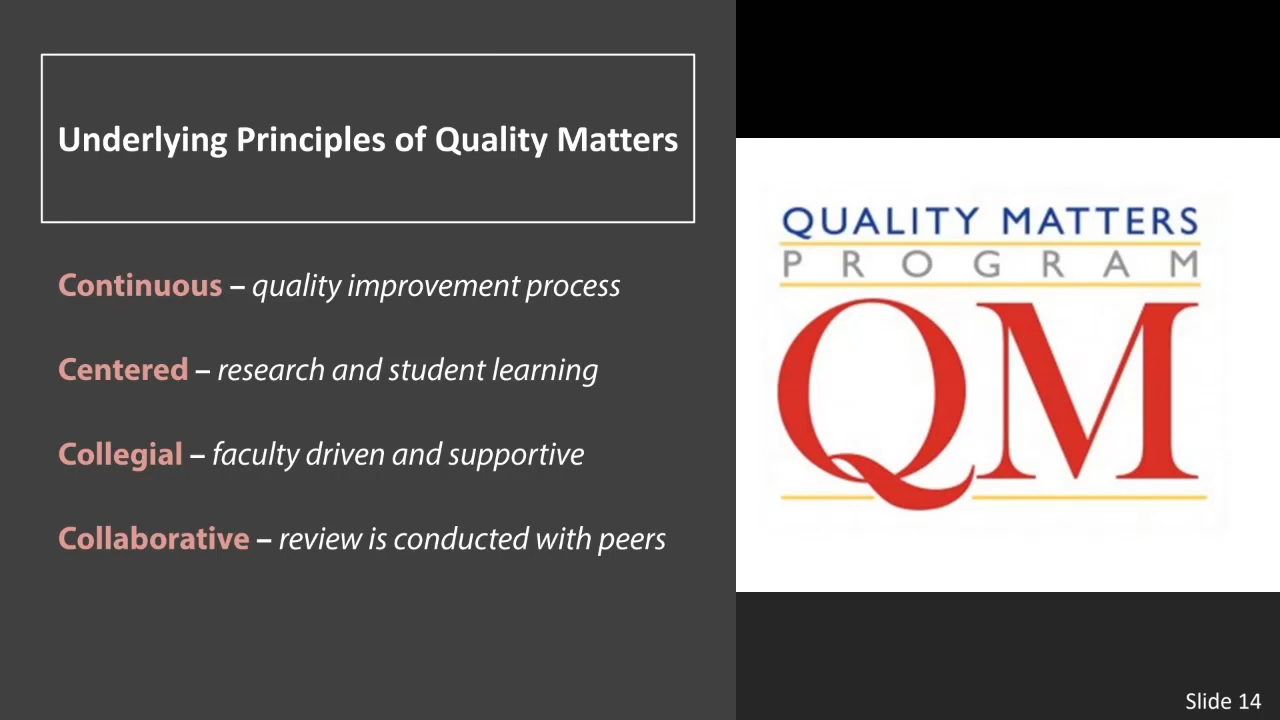 Underlying Principles of Quality Matters
Continuous – quality improvement process
Centered – research and student learning
Collegial – faculty driven and supportive
Collaborative – review is conducted with peers
QUALITY MATTERS
PROGRAM
QM
Slide 14